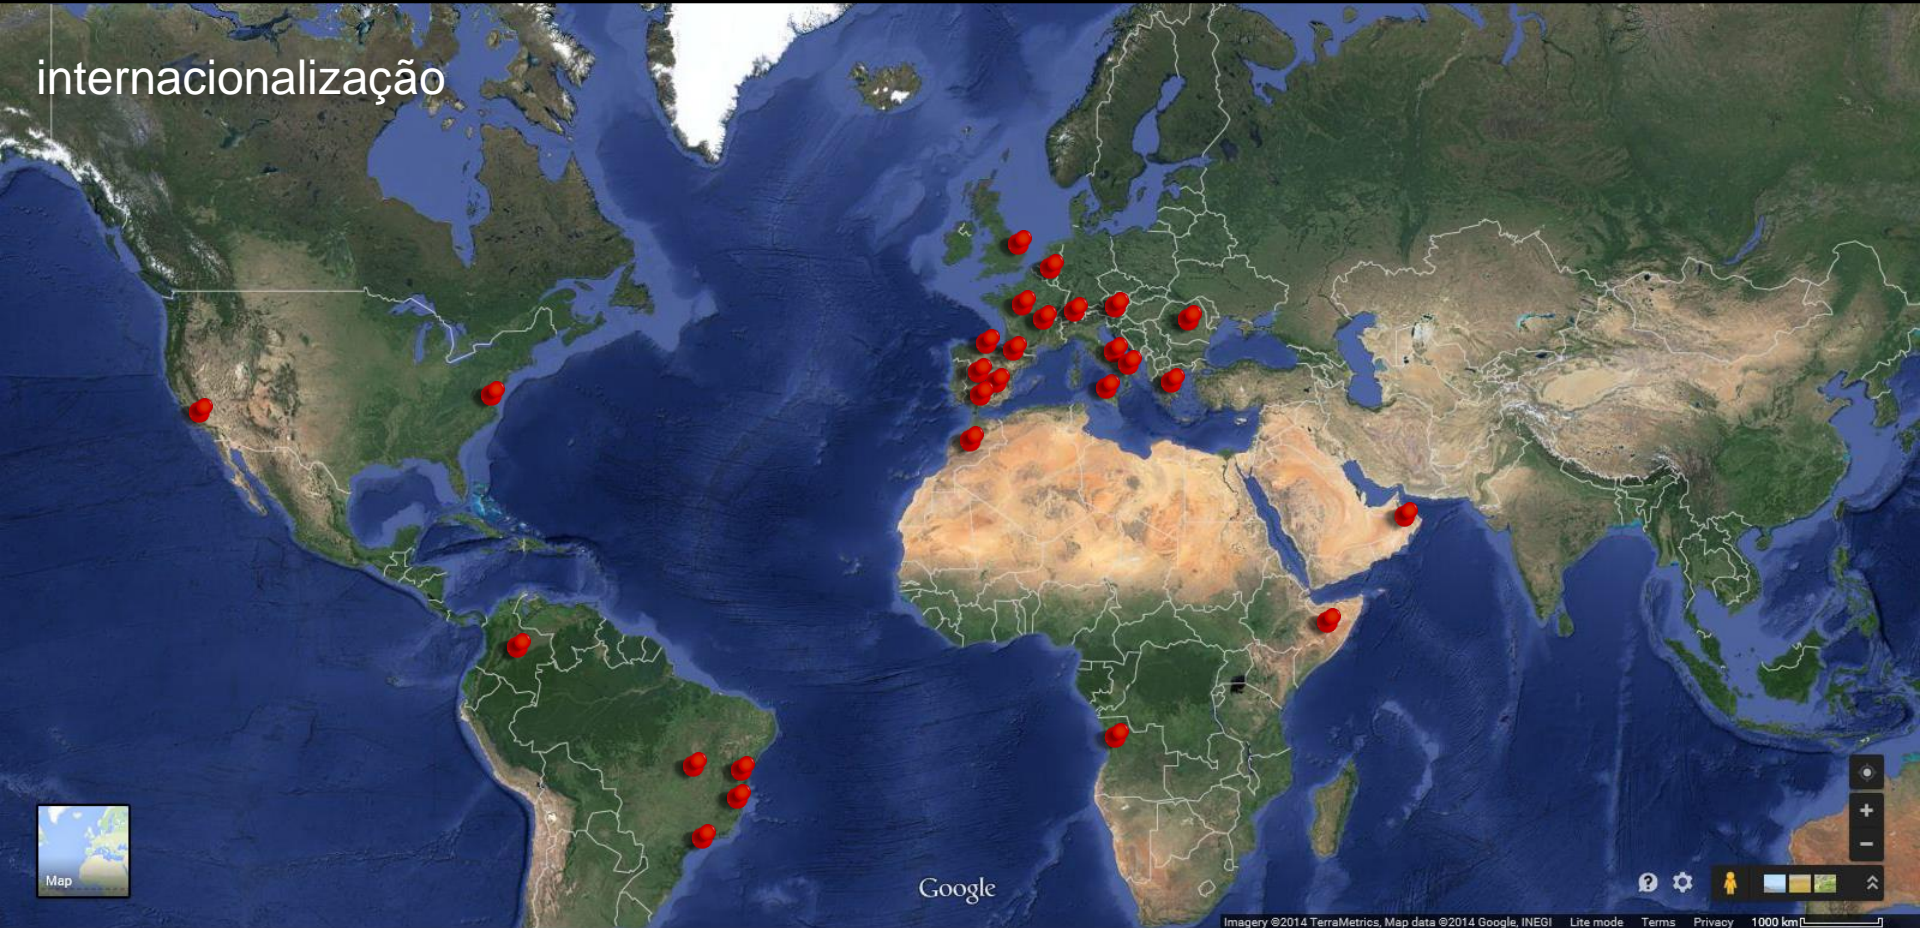 internacionalização
Map
Google
Imagery ©2014 TerraMetrics, Map data ©2014 Google, INEGI Lite mode Terms Privacy 1000 km